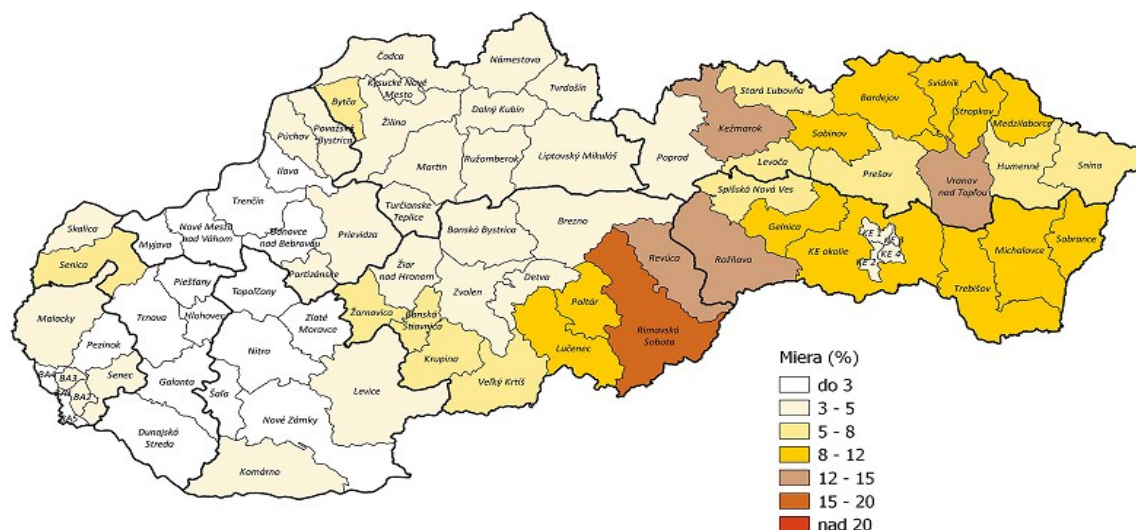 Čadca
Námestovo
Kysucké Nové
Mesto
Tvrdošín
Bytča
Dolný Kubín
Žilina
Púchov
Považská
Bystrica
Martin
Ružomberok
Liptovský Mikuláš
Ilava
Trenčín
Turčianske
Teplice
Poprad
Kežmarok
Stará Ľubovňa
Sabinov
Bardejov
Svidník
Stropkov
Medzilaborce
Levoča
Prešov
Vranov
nad Topľou
Humenné
Snina
Spišská Nová Ves
Gelnica
KE okolie
KE 1
KE 3
KE 2
KE 4
Michalovce
Sobrance
Trebišov
Skalica
Myjava
Nové Mesto
nad Váhom
Bánovce
nad Bebravou
Prievidza
Banská Bystrica
Brezno
Senica
Partizánske
Žiar
nad Hronom
Zvolen
Detva
Revúca
Rožňava
Piešťany
Topoľčany
Malacky
Trnava
Hlohovec
Zlaté
Moravce
Žarnovica
Banská
Štiavnica
Poltár
Rimavská
Sobota
Pezinok
Nitra
Krupina
Lučenec
Veľký Krtíš
BA4
BA3
Senec
BA2
BA5
Galanta
Šaľa
Levice
Nové Zámky
Dunajská
Streda
Komárno
Miera (%)
do 3
3 - 5
5 - 8
8 - 12
12 - 15
15 - 20
nad 20